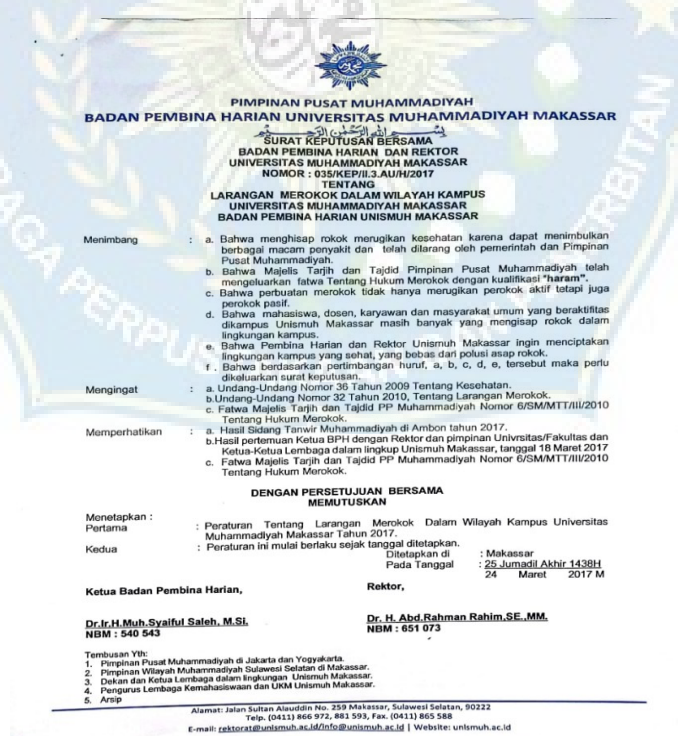 PIMPINAN PUSAT MUHAMMADIYAH
BADAN PEMBINA HARIAN UNIVERSITAS MUHAMMADIYAH MAKASSAR
بِسْمِ اللهِ الرَّحْمٰنِ الرَّحِيْمِ
SURAT KEPUTUSAN BERSAMA
BADAN PEMBINA HARIAN DAN REKTOR
UNIVERSITAS MUHAMMADIYAH MAKASSAR
NOMOR : 035/KEP/II.3.AU/H/2017
TENTANG
LARANGAN MEROKOK DALAM WILAYAH KAMPUS
UNIVERSITAS MUHAMMADIYAH MAKASSAR
BADAN PEMBINA HARIAN UNISMUH MAKASSAR
Menimbang : a. Bahwa menghisap rokok merugikan kesehatan karena dapat menimbulkan
berbagai macam penyakit dan telah dilarang oleh pemerintah dan Pimpinan
Pusat Muhammadiyah.
b. Bahwa Majelis Tarjih dan Tajdid Pimpinan Pusat Muhammadiyah telah
mengeluarkan fatwa Tentang Hukum Merokok dengan kualifikasi "haram".
c. Bahwa perbuatan merokok tidak hanya merugikan perokok aktif tetapi juga
perokok pasif.
d. Bahwa mahasiswa, dosen, karyawan dan masyarakat umum yang beraktifitas
dikampus Unismuh Makassar masih banyak yang mengisap rokok dalam
lingkungan kampus.
e. Bahwa Pembina Harian dan Rektor Unismuh Makassar ingin menciptakan
lingkungan kampus yang sehat, yang bebas dari polusi asap rokok.
f . Bahwa berdasarkan pertimbangan huruf, a, b, c, d, e, tersebut maka perlu
dikeluarkan surat keputusan.
Mengingat : a. Undang-Undang Nomor 36 Tahun 2009 Tentang Kesehatan.
b.Undang-Undang Nomor 32 Tahun 2010, Tentang Larangan Merokok.
c. Fatwa Majelis Tarjih dan Tajdid PP Muhammadiyah Nomor 6/SM/MTT/III/2010
Tentang Hukum Merokok.
Memperhatikan : a. Hasil Sidang Tanwir Muhammadiyah di Ambon tahun 2017.
b.Hasil pertemuan Ketua BPH dengan Rektor dan pimpinan Univrsitas/Fakultas dan
Ketua-Ketua Lembaga dalam lingkup Unismuh Makassar, tanggal 18 Maret 2017
c. Fatwa Majelis Tarjih dan Tajdid PP Muhammadiyah Nomor 6/SM/MTT/III/2010
Tentang Hukum Merokok.
DENGAN PERSETUJUAN BERSAMA
MEMUTUSKAN
Menetapkan :
Pertama : Peraturan Tentang Larangan Merokok Dalam Wilayah Kampus Universitas
Muhammadiyah Makassar Tahun 2017.
Kedua : Peraturan ini mulai berlaku sejak tanggal ditetapkan.
Ditetapkan di : Makassar
Pada Tanggal : 25 Jumadil Akhir 1438H
24 Maret 2017 M
Ketua Badan Pembina Harian, Rektor,
Dr.Ir.H.Muh.Syaiful Saleh, M.Si. Dr. H. Abd.Rahman Rahim,SE.,MM.
NBM : 540 543 NBM : 651 073
Tembusan Yth:
1. Pimpinan Pusat Muhammadiyah di Jakarta dan Yogyakarta.
2. Pimpinan Wilayah Muhammadiyah Sulawesi Selatan di Makassar.
3. Dekan dan Ketua Lembaga dalam lingkungan Unismuh Makassar.
4. Pengurus Lembaga Kemahasiswaan dan UKM Unismuh Makassar.
5. Arsip
Alamat: Jalan Sultan Alauddin No. 259 Makassar, Sulawesi Selatan, 90222
Telp. (0411) 866 972, 881 593, Fax. (0411) 865 588
E-mail: rektorat@unismuh.ac.id/info@unismuh.ac.id | Website: unismuh.ac.id